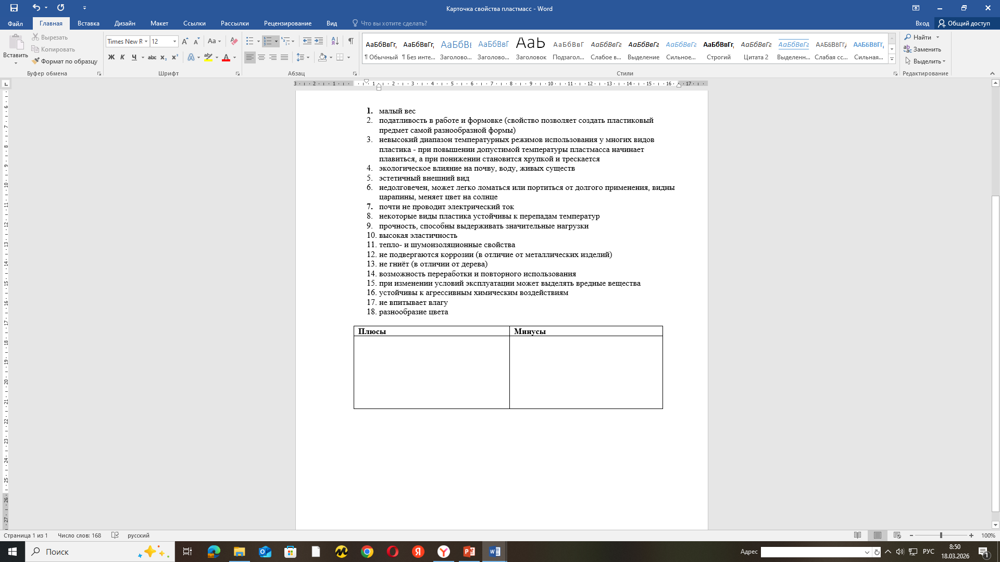 Карточка свойства пластмасс - Word
Файл Главная Вставка Дизайн Макет Ссылки Рассылки Рецензирование Вид Что вы хотите сделать? Вход Общий доступ
Вставить
Вырезать
Копировать
Формат по образцу
Буфер обмена
Times New R 12
Шрифт
Абзац
АаБбВвГг, АаБбВвГг, АаБбВв АаБбВвГ АаЬ АаБбВвГ АаБбВвГг АаБбВвГг АаБбВвГг АаБбВвГг, АаБбВвГг АаБбВвГг ААББВВГГ, ААББВВГГ,
¶ Обычный ¶ Без инте... Заголово... Заголово... Заголовок Подзагол... Слабое в... Выделение Сильное... Строгий Цитата 2 Выделенн... Слабая сс... Сильная...
Стили
Найти
Заменить
Выделить
Редактирование
1. малый вес
2. податливость в работе и формовке (свойство позволяет создать пластиковый
предмет самой разнообразной формы)
3. невысокий диапазон температурных режимов использования у многих видов
пластика - при повышении допустимой температуры пластмасса начинает
плавиться, а при понижении становится хрупкой и трескается
4. экологическое влияние на почву, воду, живых существ
5. эстетичный внешний вид
6. недолговечен, может легко ломаться или портиться от долгого применения, видны
царапины, меняет цвет на солнце
7. почти не проводит электрический ток
8. некоторые виды пластика устойчивы к перепадам температур
9. прочность, способны выдерживать значительные нагрузки
10. высокая эластичность
11. тепло- и шумоизоляционные свойства
12. не подвергаются коррозии (в отличие от металлических изделий)
13. не гниёт (в отличии от дерева)
14. возможность переработки и повторного использования
15. при изменении условий эксплуатации может выделять вредные вещества
16. устойчивы к агрессивным химическим воздействиям
17. не впитывает влагу
18. разнообразие цвета
Плюсы Минусы
Страница 1 из 1 Число слов: 168 русский 100%
Поиск
Адрес
РУС
8:50
18.03.2026